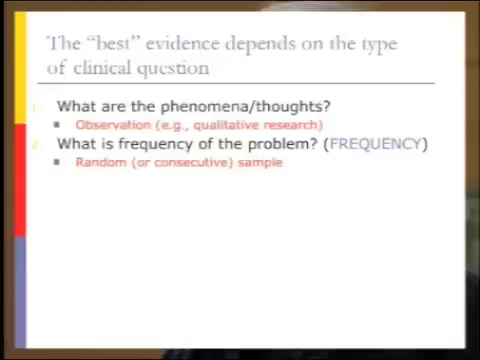 The “best” evidence depends on the type
of clinical question
1. What are the phenomena/thoughts?
■ Observation (e.g., qualitative research)
2. What is frequency of the problem? (FREQUENCY)
■ Random (or consecutive) sample